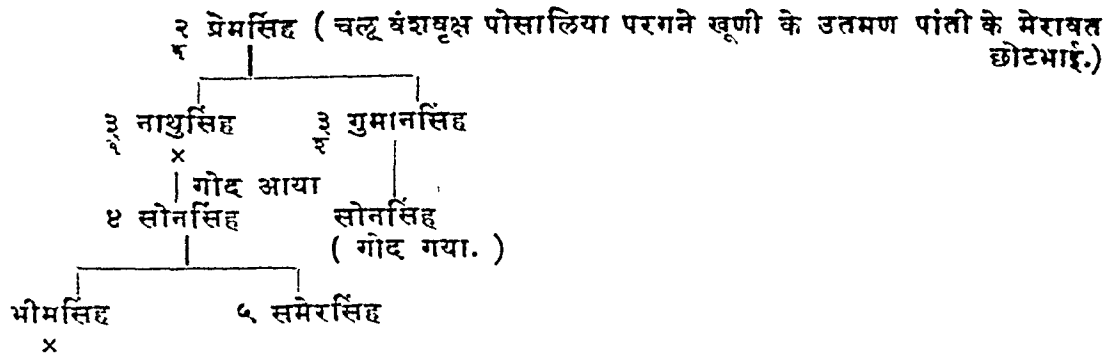 २ प्रेमसिंह ( चलू वंशवृक्ष पोसालिया परगने खूणी के उतमण पांती के मेरावत
छोटभाई.)
३ नाथुसिंह ३ गुमानसिंह
×
गोद आया
४ सोनसिंह सोनसिंह
( गोद गया. )
भीमसिंह ५ समेरसिंह
×